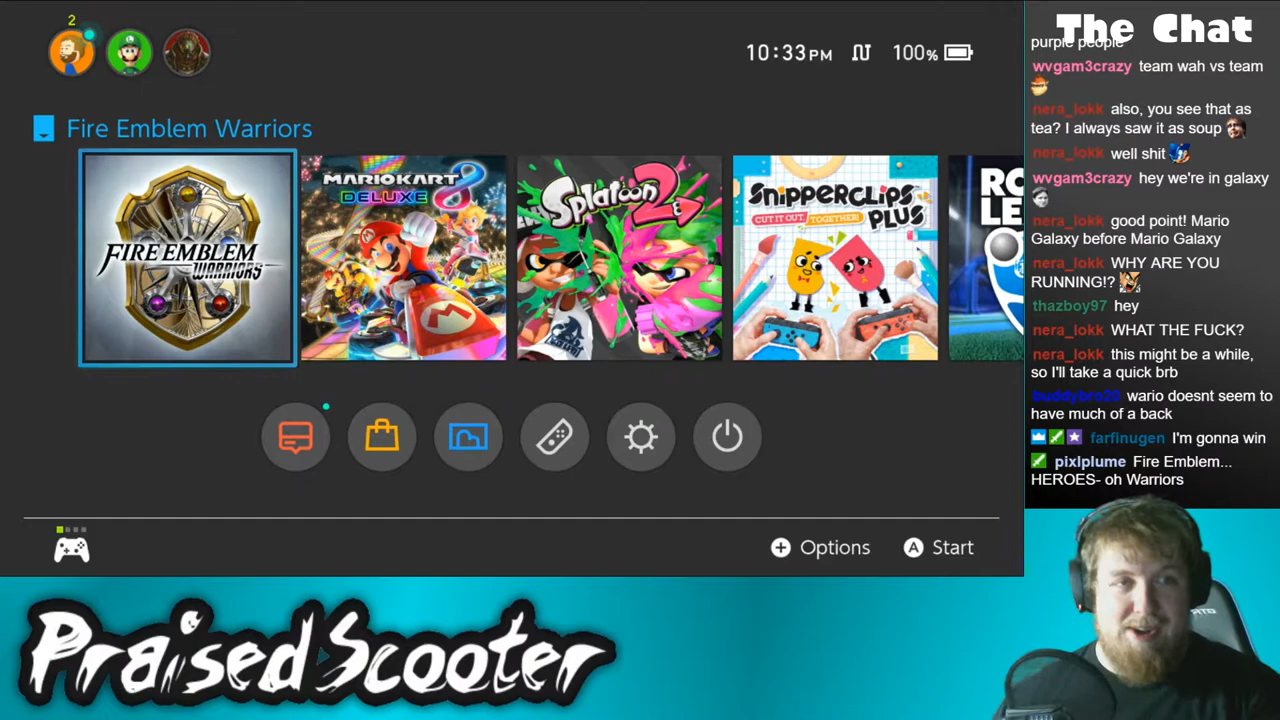 2
10:33PM
100%
Fire Emblem Warriors
FIRE EMBLEM
WARRIORS
MARIOKART 8
DELUXE
Splatoon 2
SNIPPERCLIPS
CUT IT OUT, TOGETHER!
PLUS
RO
LE
Options
A Start
PraisedScooter
The Chat
purple people
wvgam3crazy team wah vs team
nera_lokk also, you see that as
tea? I always saw it as soup
nera_lokk well shit
wvgam3crazy hey we're in galaxy
nera_lokk good point! Mario
Galaxy before Mario Galaxy
nera_lokk WHY ARE YOU
RUNNING!?
thazboy97 hey
nera_lokk WHAT THE FUCK?
nera_lokk this might be a while,
so I'll take a quick brb
buddybro20 wario doesnt seem to
have much of a back
farfinugen I'm gonna win
pixlplume Fire Emblem...
HEROES- oh Warriors